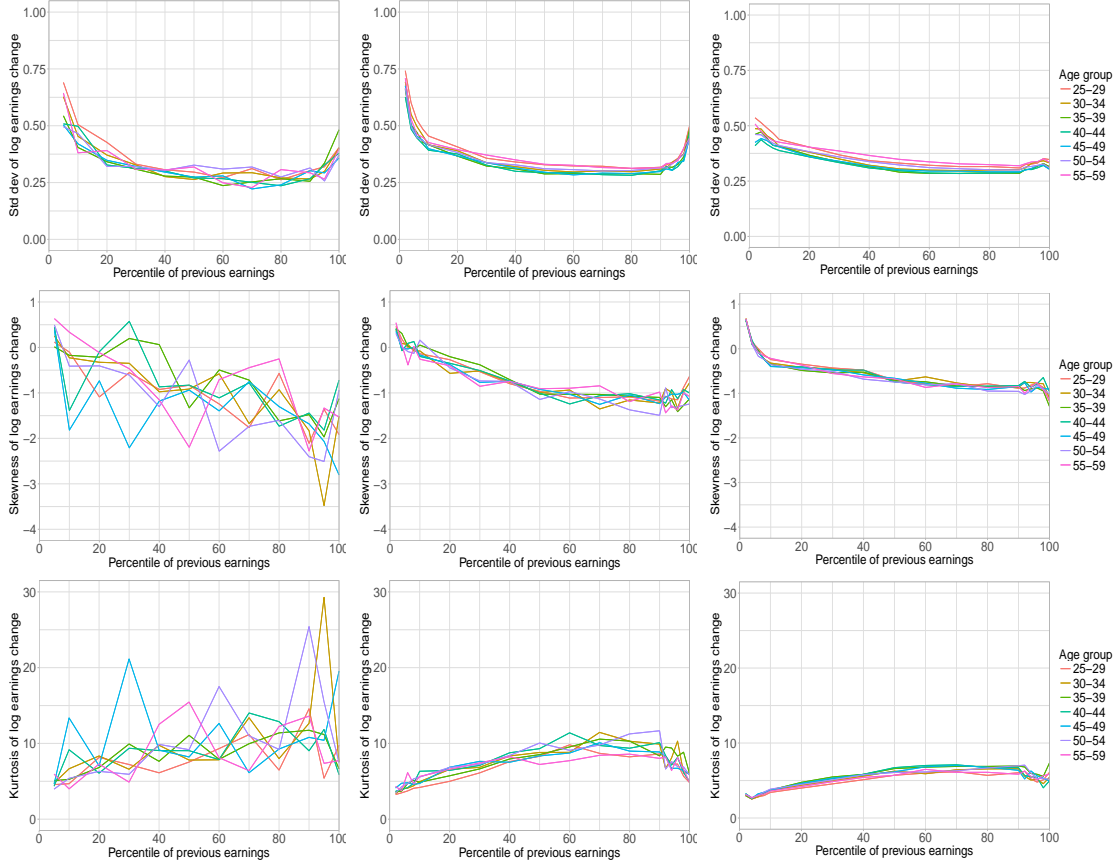 Std dev of log earnings change
1.00
0.75
0.50
0.25
0.00
0 20 40 60 80 100
Percentile of previous earnings
Std dev of log earnings change
1.00
0.75
0.50
0.25
0.00
0 20 40 60 80 100
Percentile of previous earnings
Std dev of log earnings change
1.00
0.75
0.50
0.25
0.00
0 20 40 60 80 100
Percentile of previous earnings
Age group
25–29
30–34
35–39
40–44
45–49
50–54
55–59
Skewness of log earnings change
1
0
−1
−2
−3
−4
0 20 40 60 80 100
Percentile of previous earnings
Skewness of log earnings change
1
0
−1
−2
−3
−4
0 20 40 60 80 100
Percentile of previous earnings
Skewness of log earnings change
1
0
−1
−2
−3
−4
0 20 40 60 80 100
Percentile of previous earnings
Age group
25–29
30–34
35–39
40–44
45–49
50–54
55–59
Kurtosis of log earnings change
30
20
10
0
0 20 40 60 80 100
Percentile of previous earnings
Kurtosis of log earnings change
30
20
10
0
0 20 40 60 80 100
Percentile of previous earnings
Kurtosis of log earnings change
30
20
10
0
0 20 40 60 80 100
Percentile of previous earnings
Age group
25–29
30–34
35–39
40–44
45–49
50–54
55–59